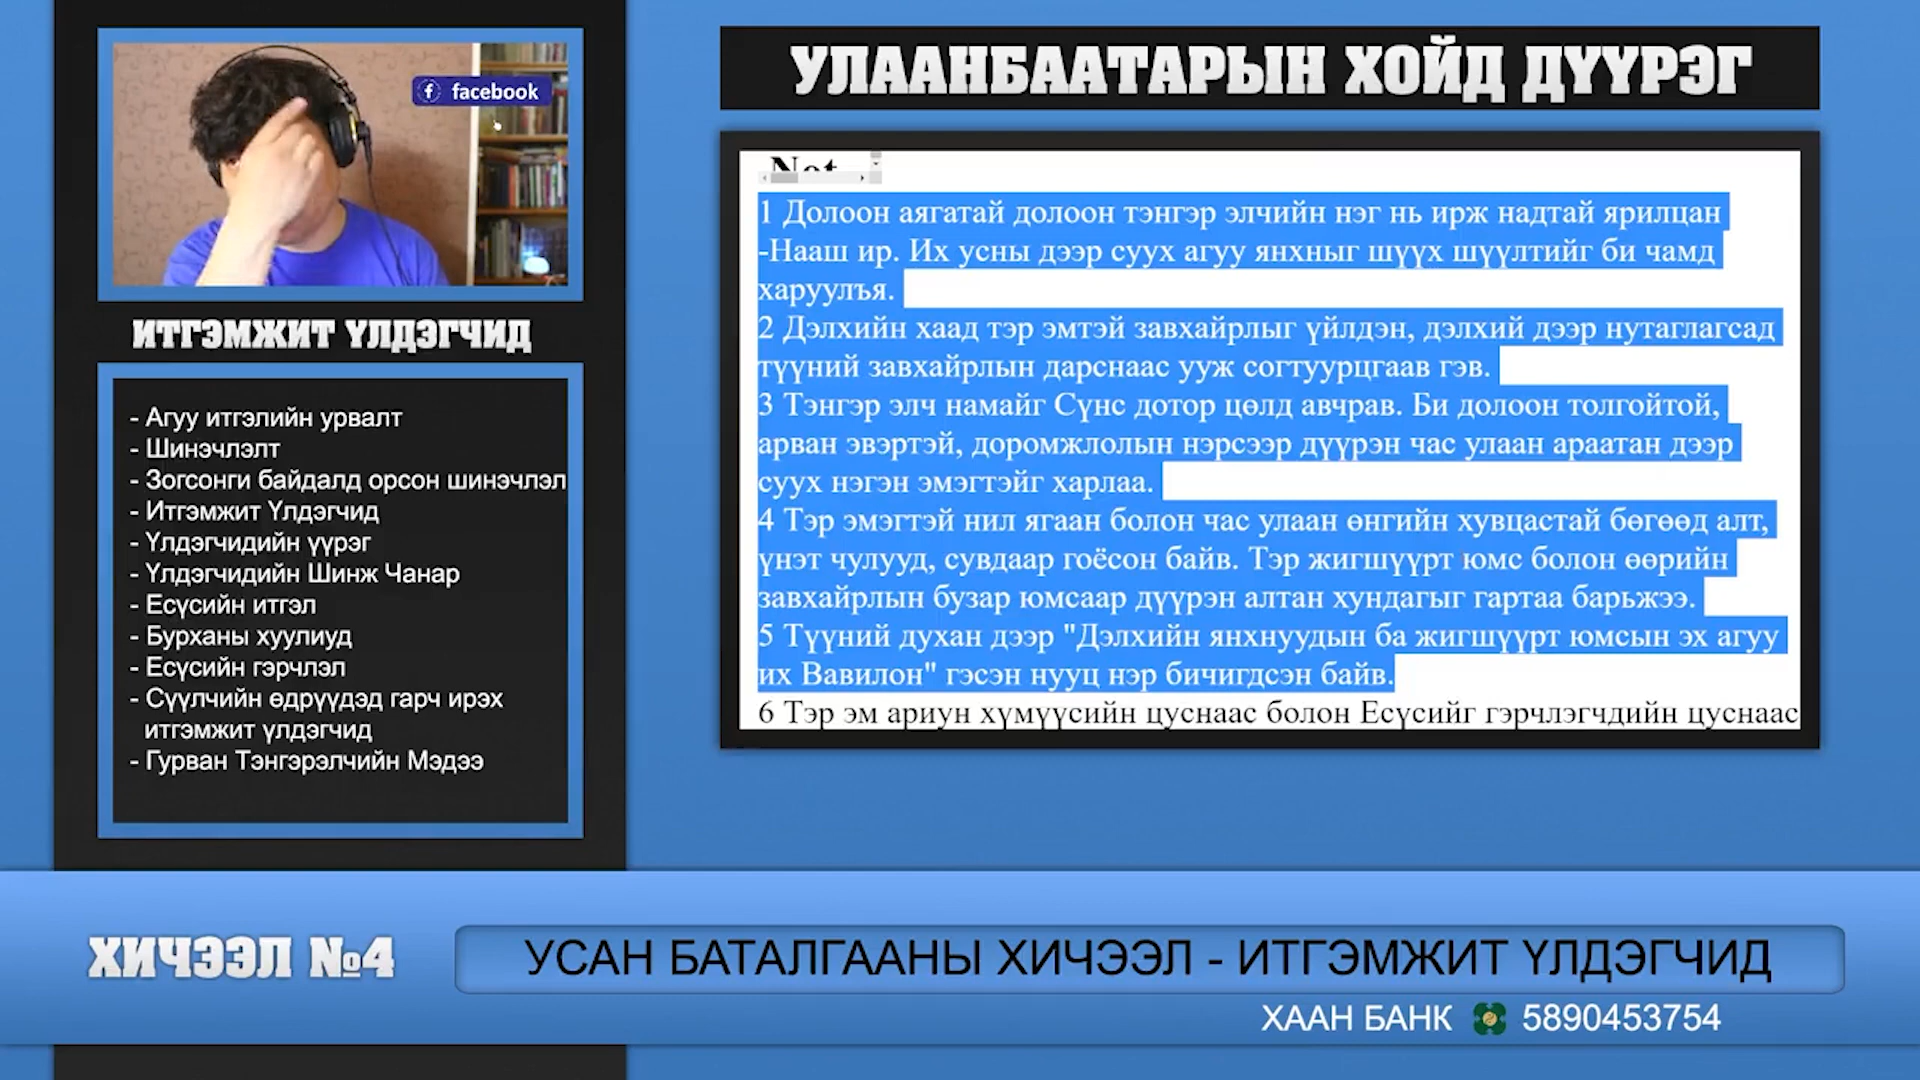 facebook
ИТГЭМЖИТ ҮЛДЭГЧИД
- Агуу итгэлийн урвалт
- Шинэчлэлт
- Зогсонги байдалд орсон шинэчлэл
- Итгэмжит Үлдэгчид
- Үлдэгчидийн үүрэг
- Үлдэгчидийн Шинж Чанар
- Есүсийн итгэл
- Бурханы хуулиуд
- Есүсийн гэрчлэл
- Сүүлчийн өдрүүдэд гарч ирэх
итгэмжит үлдэгчид
- Гурван Тэнгэрэлчийн Мэдээ
УЛААНБААТАРЫН ХОЙД ДҮҮРЭГ
1 Долоон аягатай долоон тэнгэр элчийн нэг нь ирж надтай ярилцан
-Нааш ир. Их усны дээр суух агуу янхныг шүүх шүүлтийг би чамд
харуулъя.
2 Дэлхийн хаад тэр эмтэй завхайрлыг үйлдэн, дэлхий дээр нутаглагсад
түүний завхайрлын дарснаас ууж согтуурцгаав гэв.
3 Тэнгэр элч намайг Сүнс дотор цөлд авчрав. Би долоон толгойтой,
арван эвэртэй, доромжлолын нэрсээр дүүрэн час улаан араатан дээр
суух нэгэн эмэгтэйг харлаа.
4 Тэр эмэгтэй нил ягаан болон час улаан өнгийн хувцастай бөгөөд алт,
үнэт чулууд, сувдаар гоёсон байв. Тэр жигшүүрт юмс болон өөрийн
завхайрлын бузар юмсаар дүүрэн алтан хундагыг гартаа барьжээ.
5 Түүний духан дээр "Дэлхийн янхнуудын ба жигшүүрт юмсын эх агуу
их Вавилон" гэсэн нууц нэр бичигдсэн байв.
6 Тэр эм ариун хүмүүсийн цуснаас болон Есүсийг гэрчлэгчдийн цуснаас
ХИЧЭЭЛ №4
УСАН БАТАЛГААНЫ ХИЧЭЭЛ - ИТГЭМЖИТ ҮЛДЭГЧИД
ХААН БАНК 5890453754